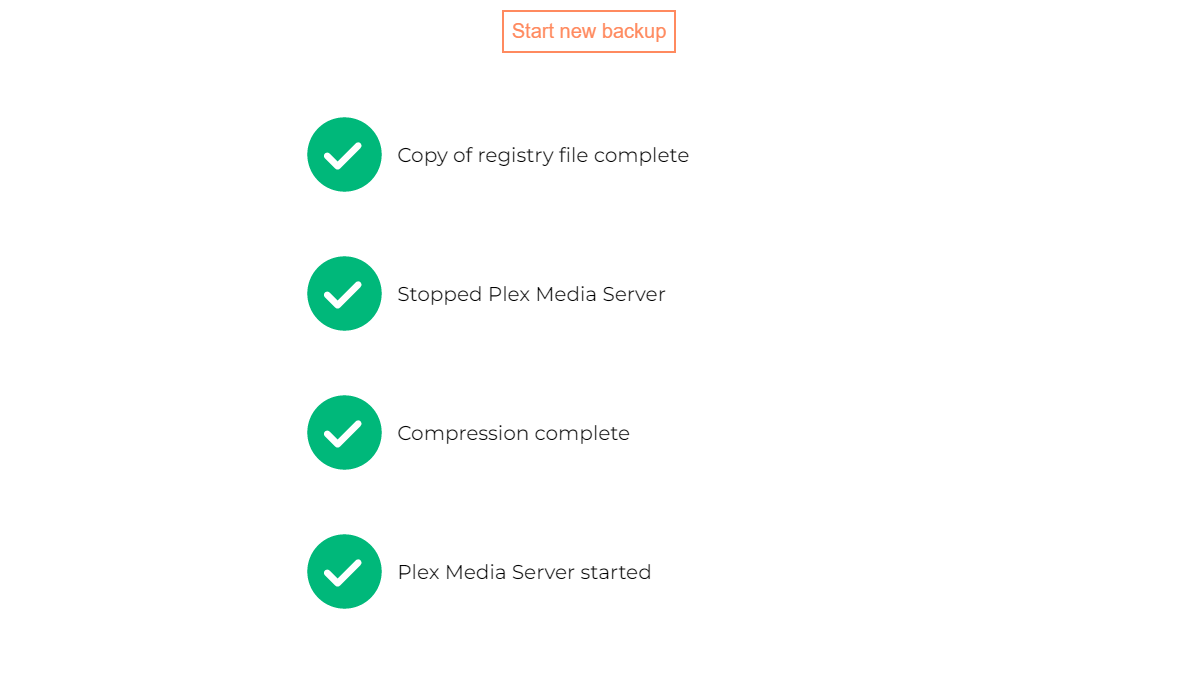 Start new backup
Copy of registry file complete
Stopped Plex Media Server
Compression complete
Plex Media Server started